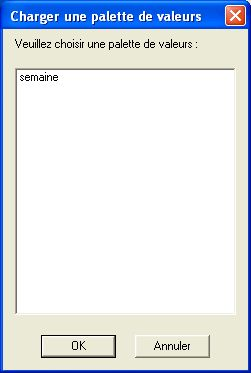 Charger une palette de valeurs
Veuillez choisir une palette de valeurs :
semaine
OK
Annuler